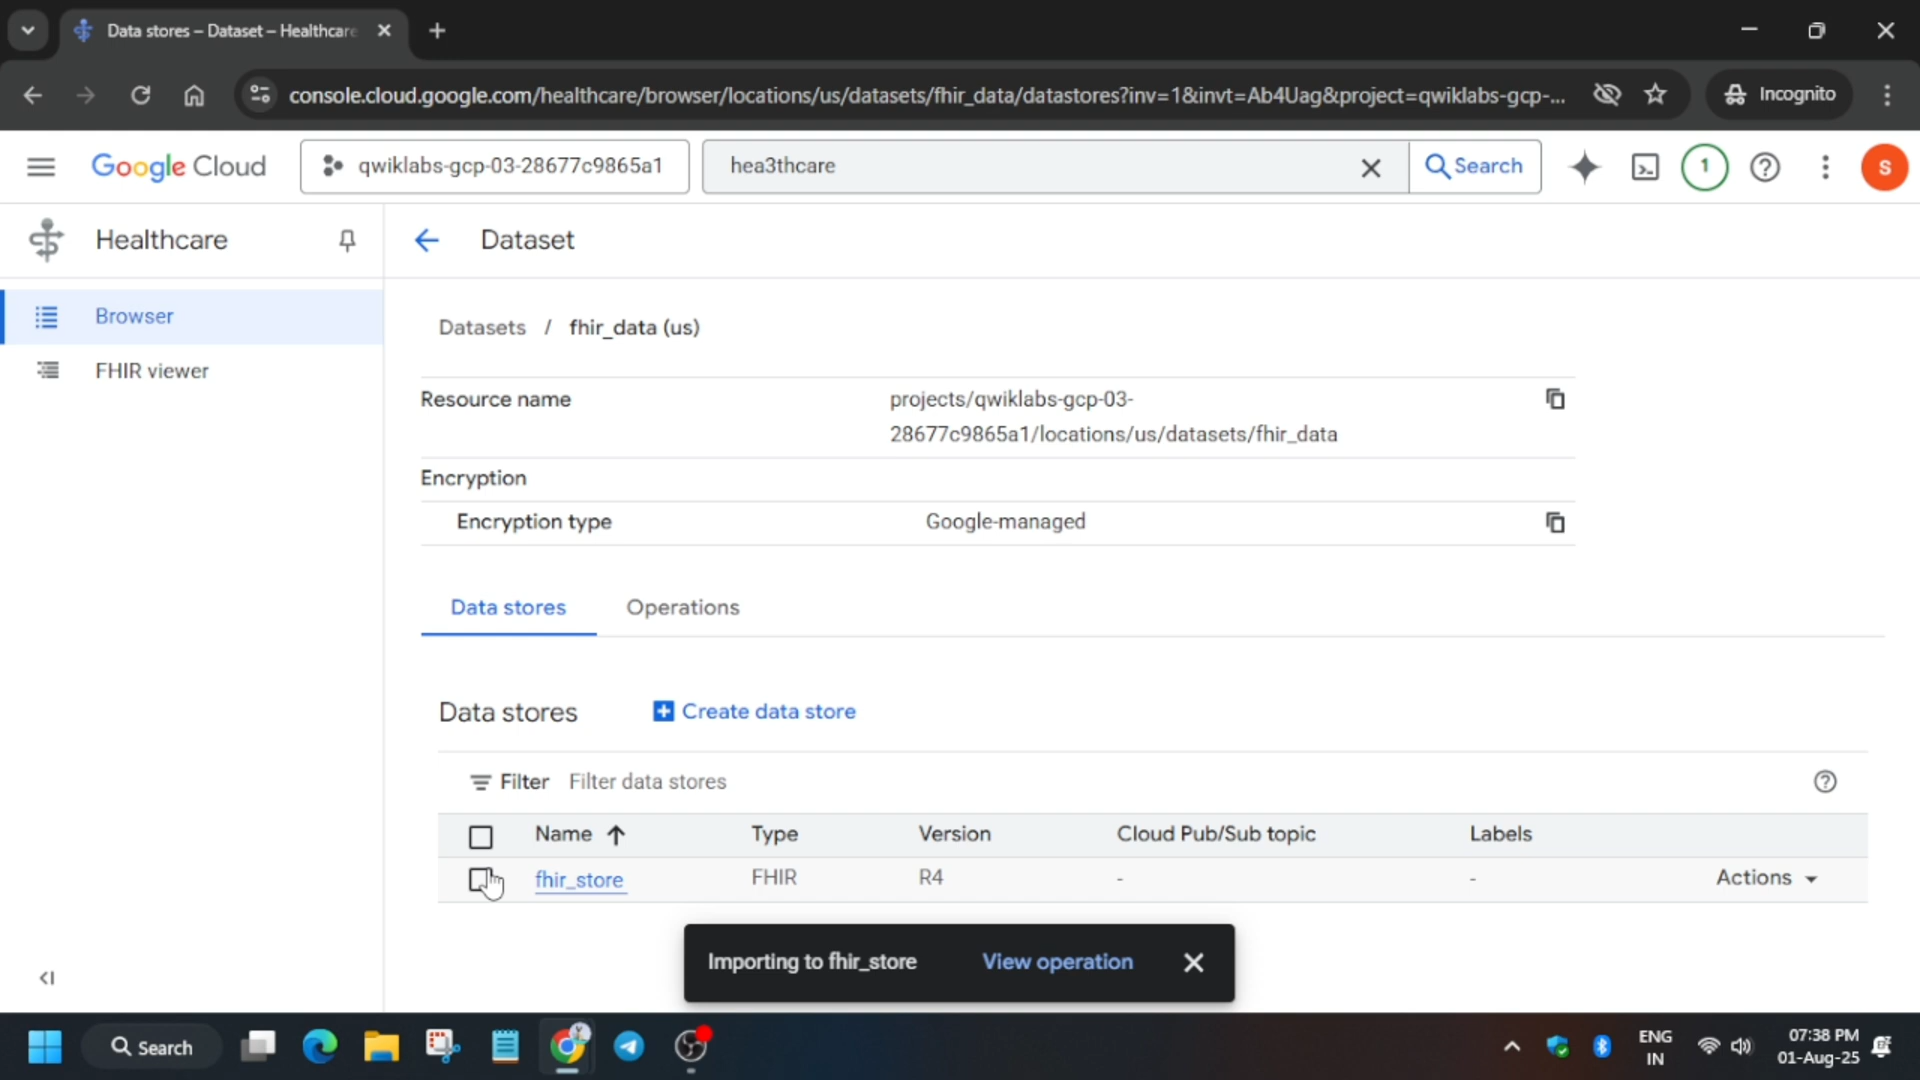 Data stores – Dataset – Healthcare
console.cloud.google.com/healthcare/browser/locations/us/datasets/fhir_data/datastores?inv=1&invt=Ab4Uag&project=qwiklabs-gcp-...
Incognito
Google Cloud
qwiklabs-gcp-03-28677c9865a1
hea3thcare
Search
1
S
Healthcare
Dataset
Browser
FHIR viewer
Datasets / fhir_data (us)
Resource name
projects/qwiklabs-gcp-03-
28677c9865a1/locations/us/datasets/fhir_data
Encryption
Encryption type
Google-managed
Data stores
Operations
Data stores
Create data store
Filter
Filter data stores
Name
Type
Version
Cloud Pub/Sub topic
Labels
fhir_store
FHIR
R4
-
-
Actions
Importing to fhir_store
View operation
Search
ENG
IN
07:38 PM
01-Aug-25